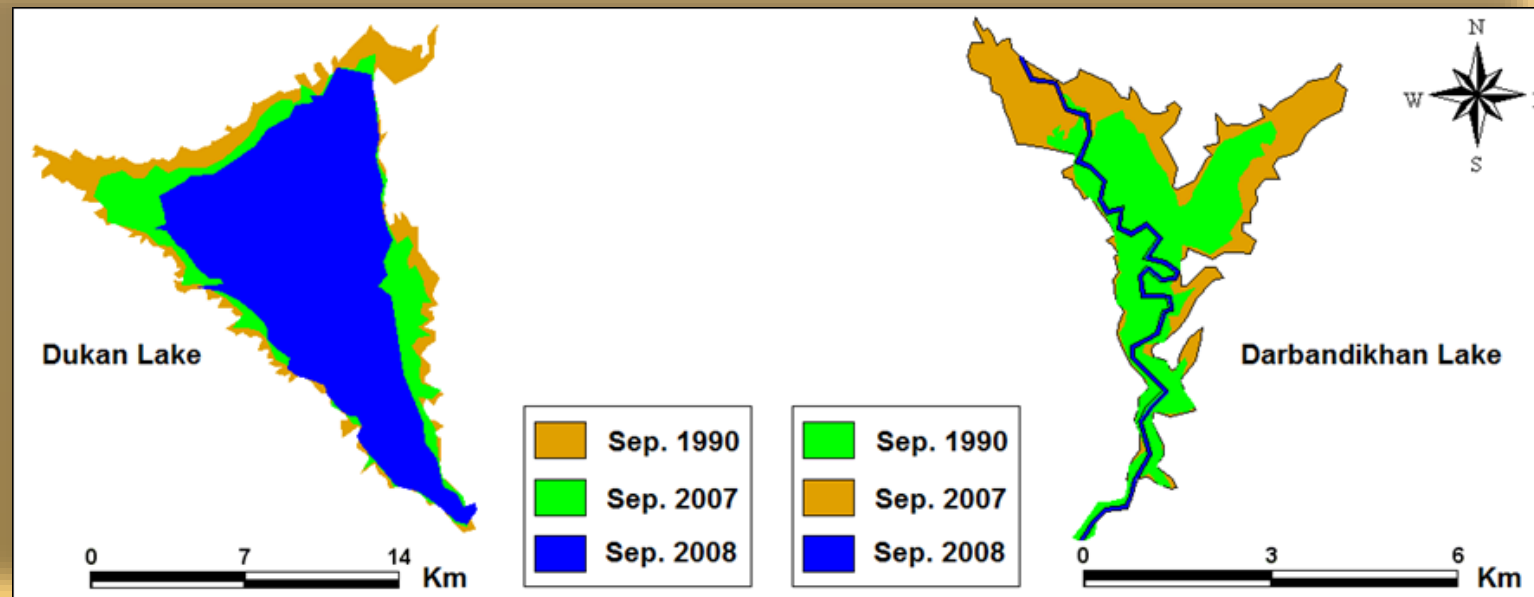 N
W
S
Dukan Lake
Darbandikhan Lake
Sep. 1990
Sep. 2007
Sep. 2008
Sep. 1990
Sep. 2007
Sep. 2008
0 7 14 Km
0 3 6 Km